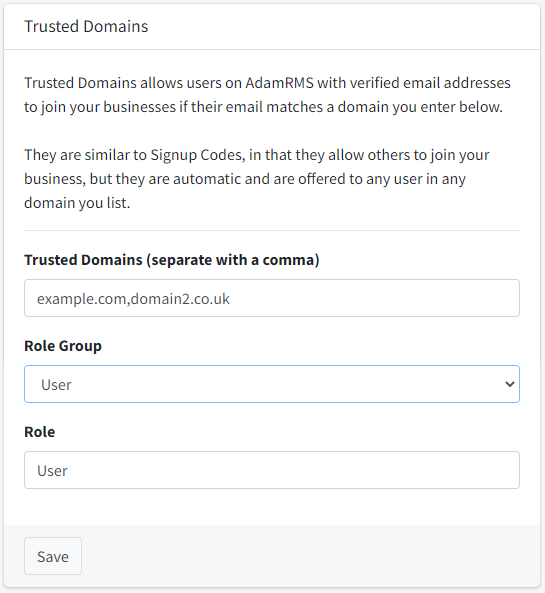 Trusted Domains
Trusted Domains allows users on AdamRMS with verified email addresses
to join your businesses if their email matches a domain you enter below.
They are similar to Signup Codes, in that they allow others to join your
business, but they are automatic and are offered to any user in any
domain you list.
Trusted Domains (separate with a comma)
example.com,domain2.co.uk
Role Group
User
Role
User
Save